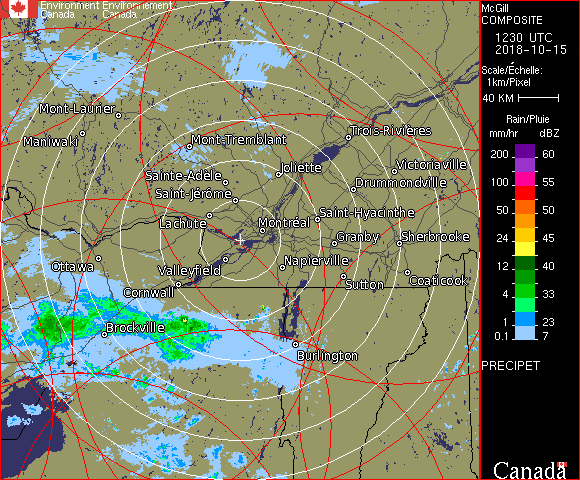 Environment Environnement
Canada Canada
Mont-Laurier
Maniwaki
Mont-Tremblant
Trois-Rivières
Sainte-Adèle
Joliette
Victoriaville
Saint-Jérôme
Drummondville
Lachute
Montréal
Saint-Hyacinthe
Granby
Sherbrooke
Ottawa
Valleyfield
Napierville
Cornwall
Sutton
Coaticook
Brockville
Burlington
McGill
COMPOSITE
1230 UTC
2018-10-15
Scale/Échelle:
1km/Pixel
40 KM
Rain/Pluie
mm/hr dBZ
200 60
100 55
50 50
24 45
12 40
4 33
1 23
0.1 7
PRECIPET
Canada